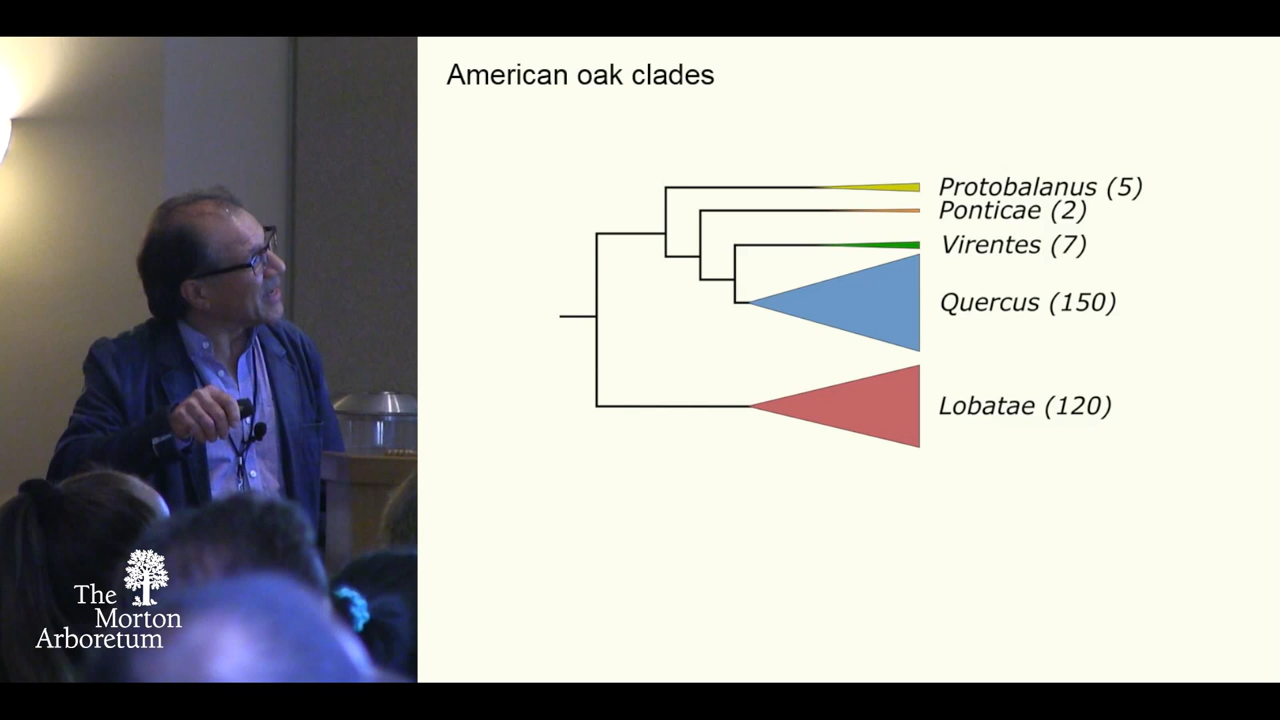 American oak clades
Protobalanus (5)
Ponticae (2)
Virentes (7)
Quercus (150)
Lobatae (120)
The
Morton
Arboretum